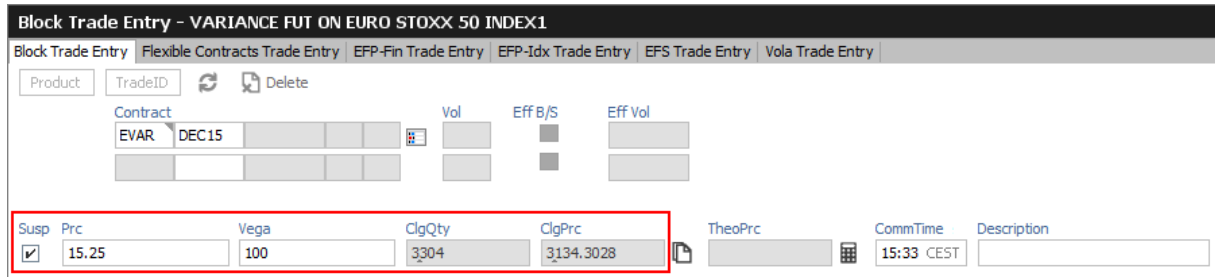 Block Trade Entry - VARIANCE FUT ON EURO STOXX 50 INDEX1
Block Trade Entry Flexible Contracts Trade Entry EFP-Fin Trade Entry EFP-Idx Trade Entry EFS Trade Entry Vola Trade Entry
Product TradeID Delete
Contract Vol Eff B/S Eff Vol
EVAR DEC15
Susp Prc Vega ClgQty ClgPrc TheoPrc CommTime Description
15.25 100 3304 3134.3028 15:33 CEST